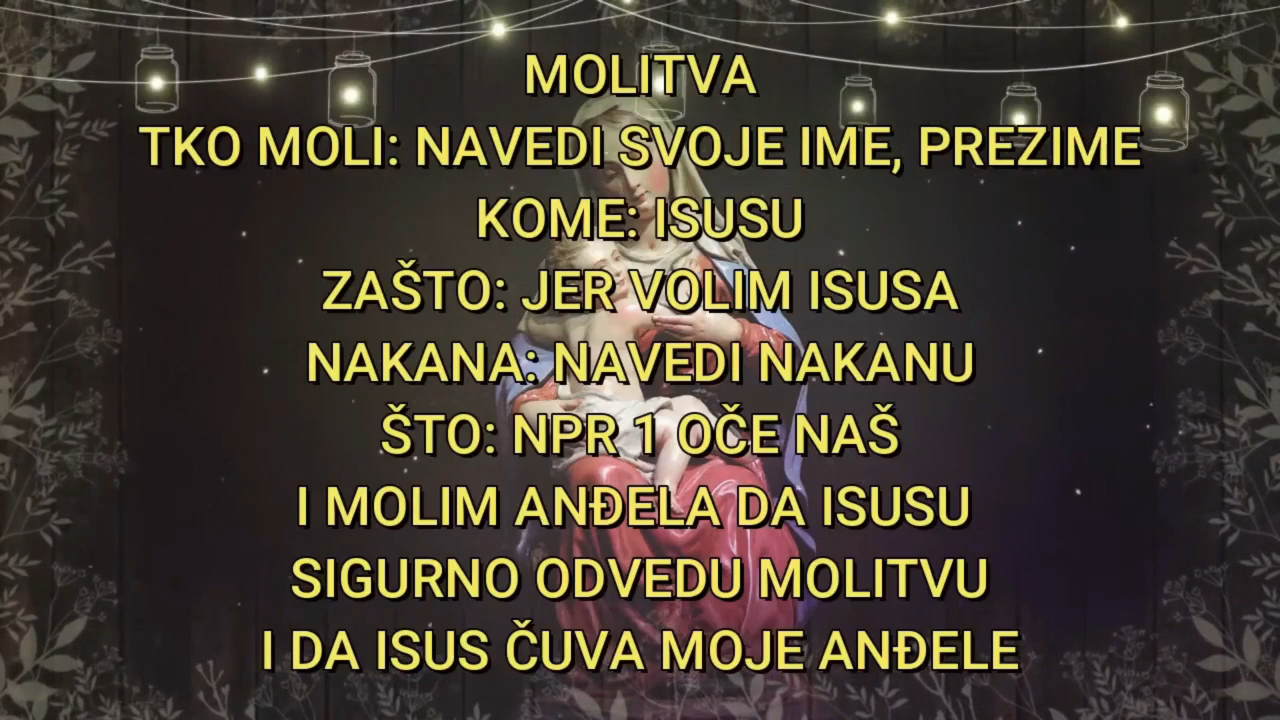 MOLITVA
TKO MOLI: NAVEDI SVOJE IME, PREZIME
KOME: ISUSU
ZAŠTO: JER VOLIM ISUSA
NAKANA: NAVEDI NAKANU
ŠTO: NPR 1 OČE NAŠ
I MOLIM ANĐELA DA ISUSU
SIGURNO ODVEDU MOLITVU
I DA ISUS ČUVA MOJE ANĐELE